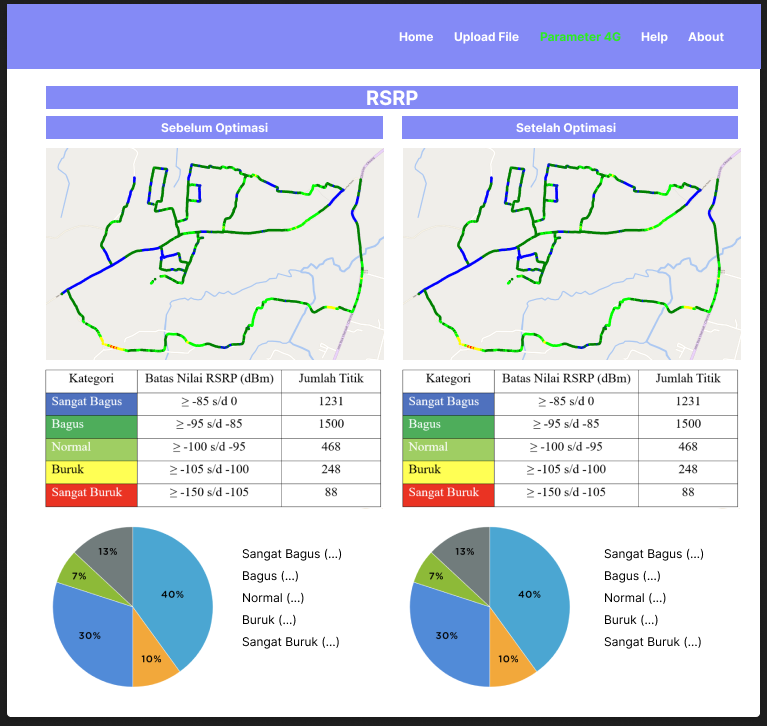 Home Upload File Parameter 4G Help About
RSRP
Sebelum Optimasi
Setelah Optimasi
Kategori Batas Nilai RSRP (dBm) Jumlah Titik
Sangat Bagus ≥ -85 s/d 0 1231
Bagus ≥ -95 s/d -85 1500
Normal ≥ -100 s/d -95 468
Buruk ≥ -105 s/d -100 248
Sangat Buruk ≥ -150 s/d -105 88
Kategori Batas Nilai RSRP (dBm) Jumlah Titik
Sangat Bagus ≥ -85 s/d 0 1231
Bagus ≥ -95 s/d -85 1500
Normal ≥ -100 s/d -95 468
Buruk ≥ -105 s/d -100 248
Sangat Buruk ≥ -150 s/d -105 88
13%
40%
7%
30%
10%
Sangat Bagus (...)
Bagus (...)
Normal (...)
Buruk (...)
Sangat Buruk (...)
13%
40%
7%
30%
10%
Sangat Bagus (...)
Bagus (...)
Normal (...)
Buruk (...)
Sangat Buruk (...)